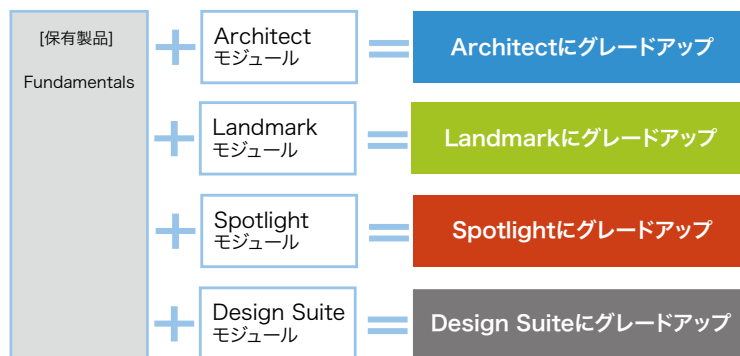 [保有製品]
Fundamentals
Architect
モジュール
Architectにグレードアップ
Landmark
モジュール
Landmarkにグレードアップ
Spotlight
モジュール
Spotlightにグレードアップ
Design Suite
モジュール
Design Suiteにグレードアップ